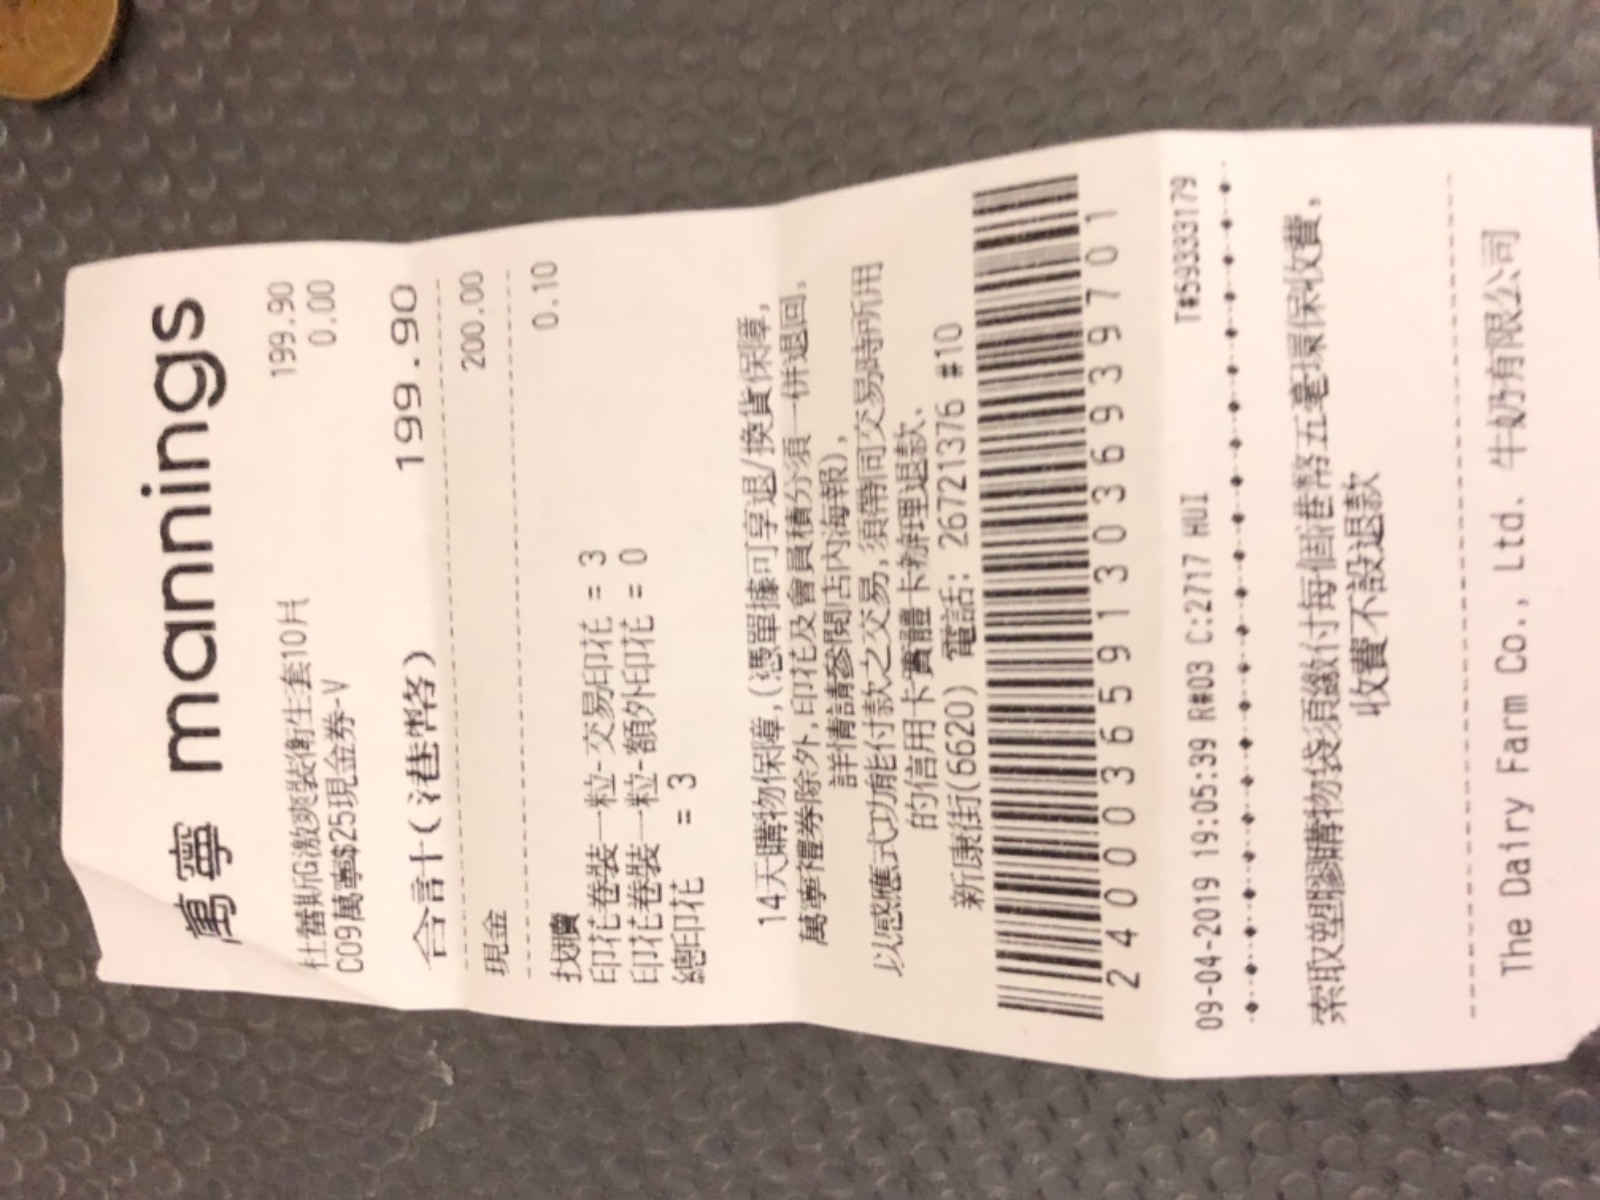 萬寧 mannings
杜蕾斯G激爽裝衛生套10片 199.90
C09萬寧$25現金券-V 0.00
合計(港幣) 199.90
現金 200.00
找贖 0.10
印花卷裝一粒-交易印花 = 3
印花卷裝一粒-額外印花 = 0
總印花 = 3
14天購物保障,(憑單據可享退/換貨保障,
萬寧禮券除外,印花及會員積分須一併退回,
詳情請參閱店內海報),
以感應式功能付款之交易,須帶同交易時所用
的信用卡實體卡辦理退款.
新康街(6620) 電話: 26721376 #10
24000365913036939701
09-04-2019 19:05:39 R#03 C:2717 HUI T#59333179
索取塑膠購物袋須繳付每個港幣五毫環保收費,
收費不設退款
The Dairy Farm Co., Ltd. 牛奶有限公司